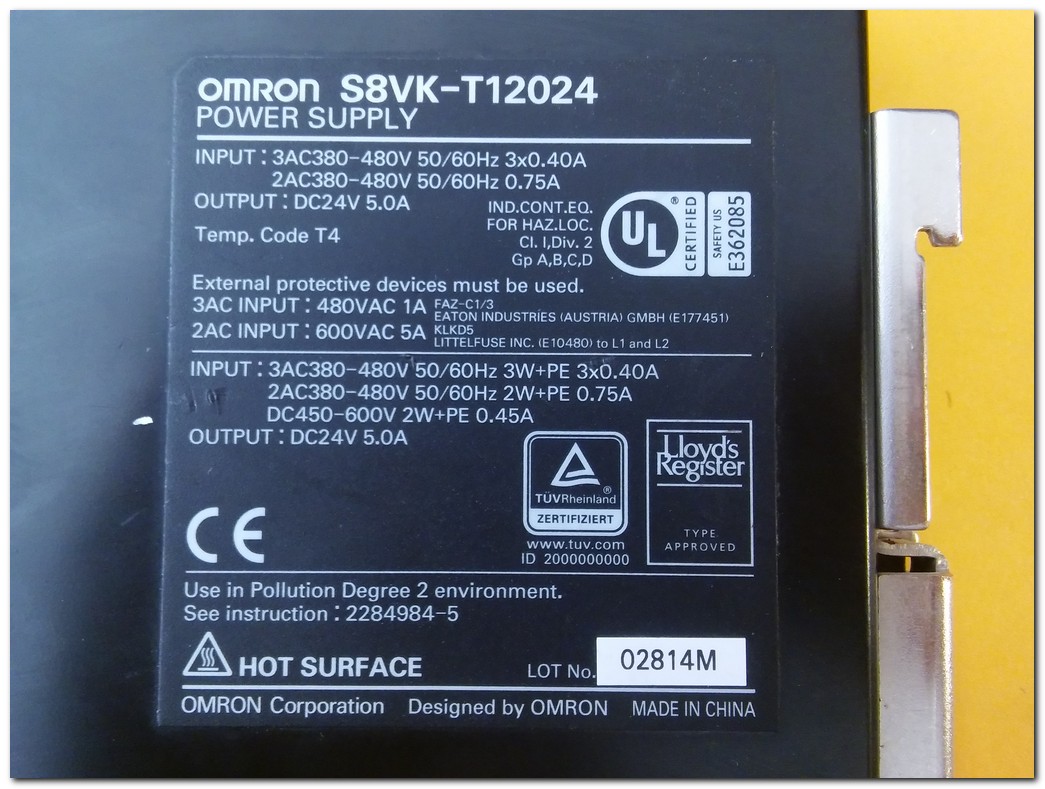 OMRON S8VK-T12024
POWER SUPPLY
INPUT : 3AC380-480V 50/60Hz 3x0.40A
2AC380-480V 50/60Hz 0.75A
OUTPUT : DC24V 5.0A
IND.CONT.EQ.
FOR HAZ.LOC.
Cl. I,Div. 2
Gp A,B,C,D
Temp. Code T4
UL ®
CERTIFIED
SAFETY US
E362085
External protective devices must be used.
3AC INPUT : 480VAC 1A FAZ-C1/3
EATON INDUSTRIES (AUSTRIA) GMBH (E177451)
2AC INPUT : 600VAC 5A KLKD5
LITTELFUSE INC. (E10480) to L1 and L2
INPUT : 3AC380-480V 50/60Hz 3W+PE 3x0.40A
2AC380-480V 50/60Hz 2W+PE 0.75A
DC450-600V 2W+PE 0.45A
OUTPUT : DC24V 5.0A
CE
®
TÜVRheinland
ZERTIFIZIERT
www.tuv.com
ID 2000000000
Lloyd's
Register
TYPE
APPROVED
Use in Pollution Degree 2 environment.
See instruction : 2284984-5
HOT SURFACE
LOT No. 02814M
OMRON Corporation Designed by OMRON MADE IN CHINA